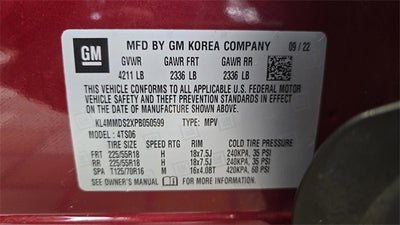 GM
MFD BY GM KOREA COMPANY
09 / 22
GVWR GAWR FRT GAWR RR
4211 LB 2336 LB 2336 LB
THIS VEHICLE CONFORMS TO ALL APPLICABLE U.S. FEDERAL MOTOR
VEHICLE SAFETY, BUMPER, AND THEFT PREVENTION STANDARDS IN
EFFECT ON THE DATE OF MANUFACTURE SHOWN ABOVE.
KL4MMDS2XPB050599 TYPE: MPV
MODEL: 4TS06
TIRE SIZE SPEED RTG RIM COLD TIRE PRESSURE
FRT 225/55R18 H 18x7.5J 240KPA, 35 PSI
RR 225/55R18 H 18x7.5J 240KPA, 35 PSI
SPA T125/70R16 M 16x4.0BT 420KPA, 60 PSI
SEE OWNER'S MANUAL FOR ADDITIONAL INFORMATION.